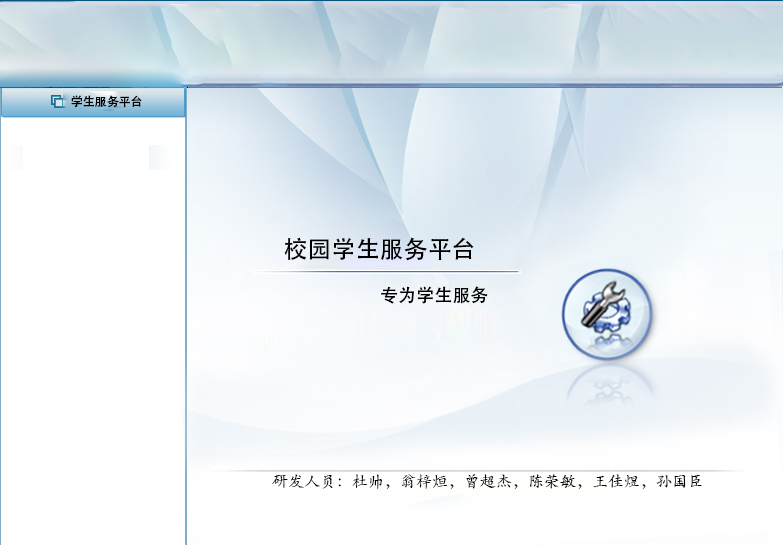 学生服务平台
校园学生服务平台
专为学生服务
研发人员：杜帅，翁梓烜，曾超杰，陈荣敏，王佳煜，孙国臣